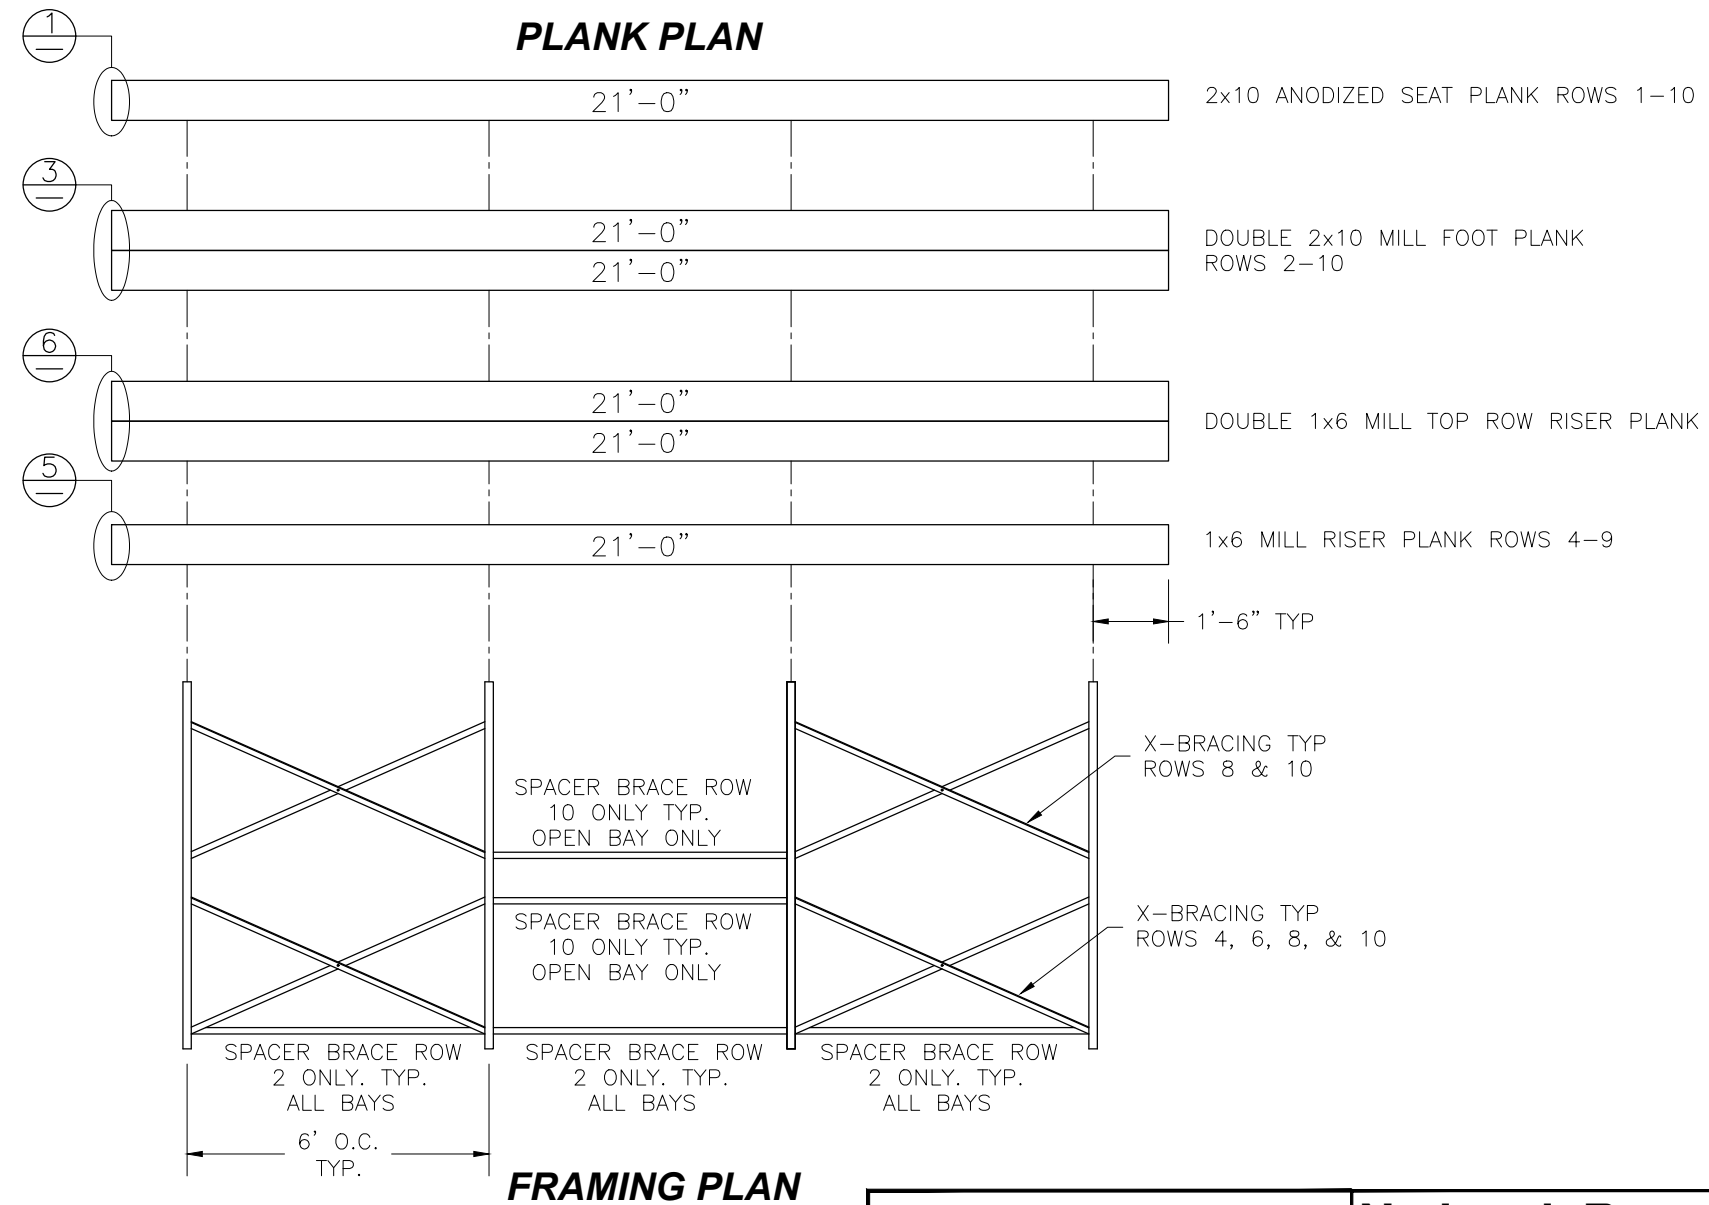 1
PLANK PLAN
21'-0"
2x10 ANODIZED SEAT PLANK ROWS 1-10
3
21'-0"
21'-0"
DOUBLE 2x10 MILL FOOT PLANK
ROWS 2-10
6
21'-0"
21'-0"
DOUBLE 1x6 MILL TOP ROW RISER PLANK
5
21'-0"
1x6 MILL RISER PLANK ROWS 4-9
1'-6" TYP
X-BRACING TYP
ROWS 8 & 10
SPACER BRACE ROW
10 ONLY TYP.
OPEN BAY ONLY
SPACER BRACE ROW
10 ONLY TYP.
OPEN BAY ONLY
X-BRACING TYP
ROWS 4, 6, 8, & 10
SPACER BRACE ROW
2 ONLY. TYP.
ALL BAYS
SPACER BRACE ROW
2 ONLY. TYP.
ALL BAYS
SPACER BRACE ROW
2 ONLY. TYP.
ALL BAYS
6' O.C.
TYP.
FRAMING PLAN